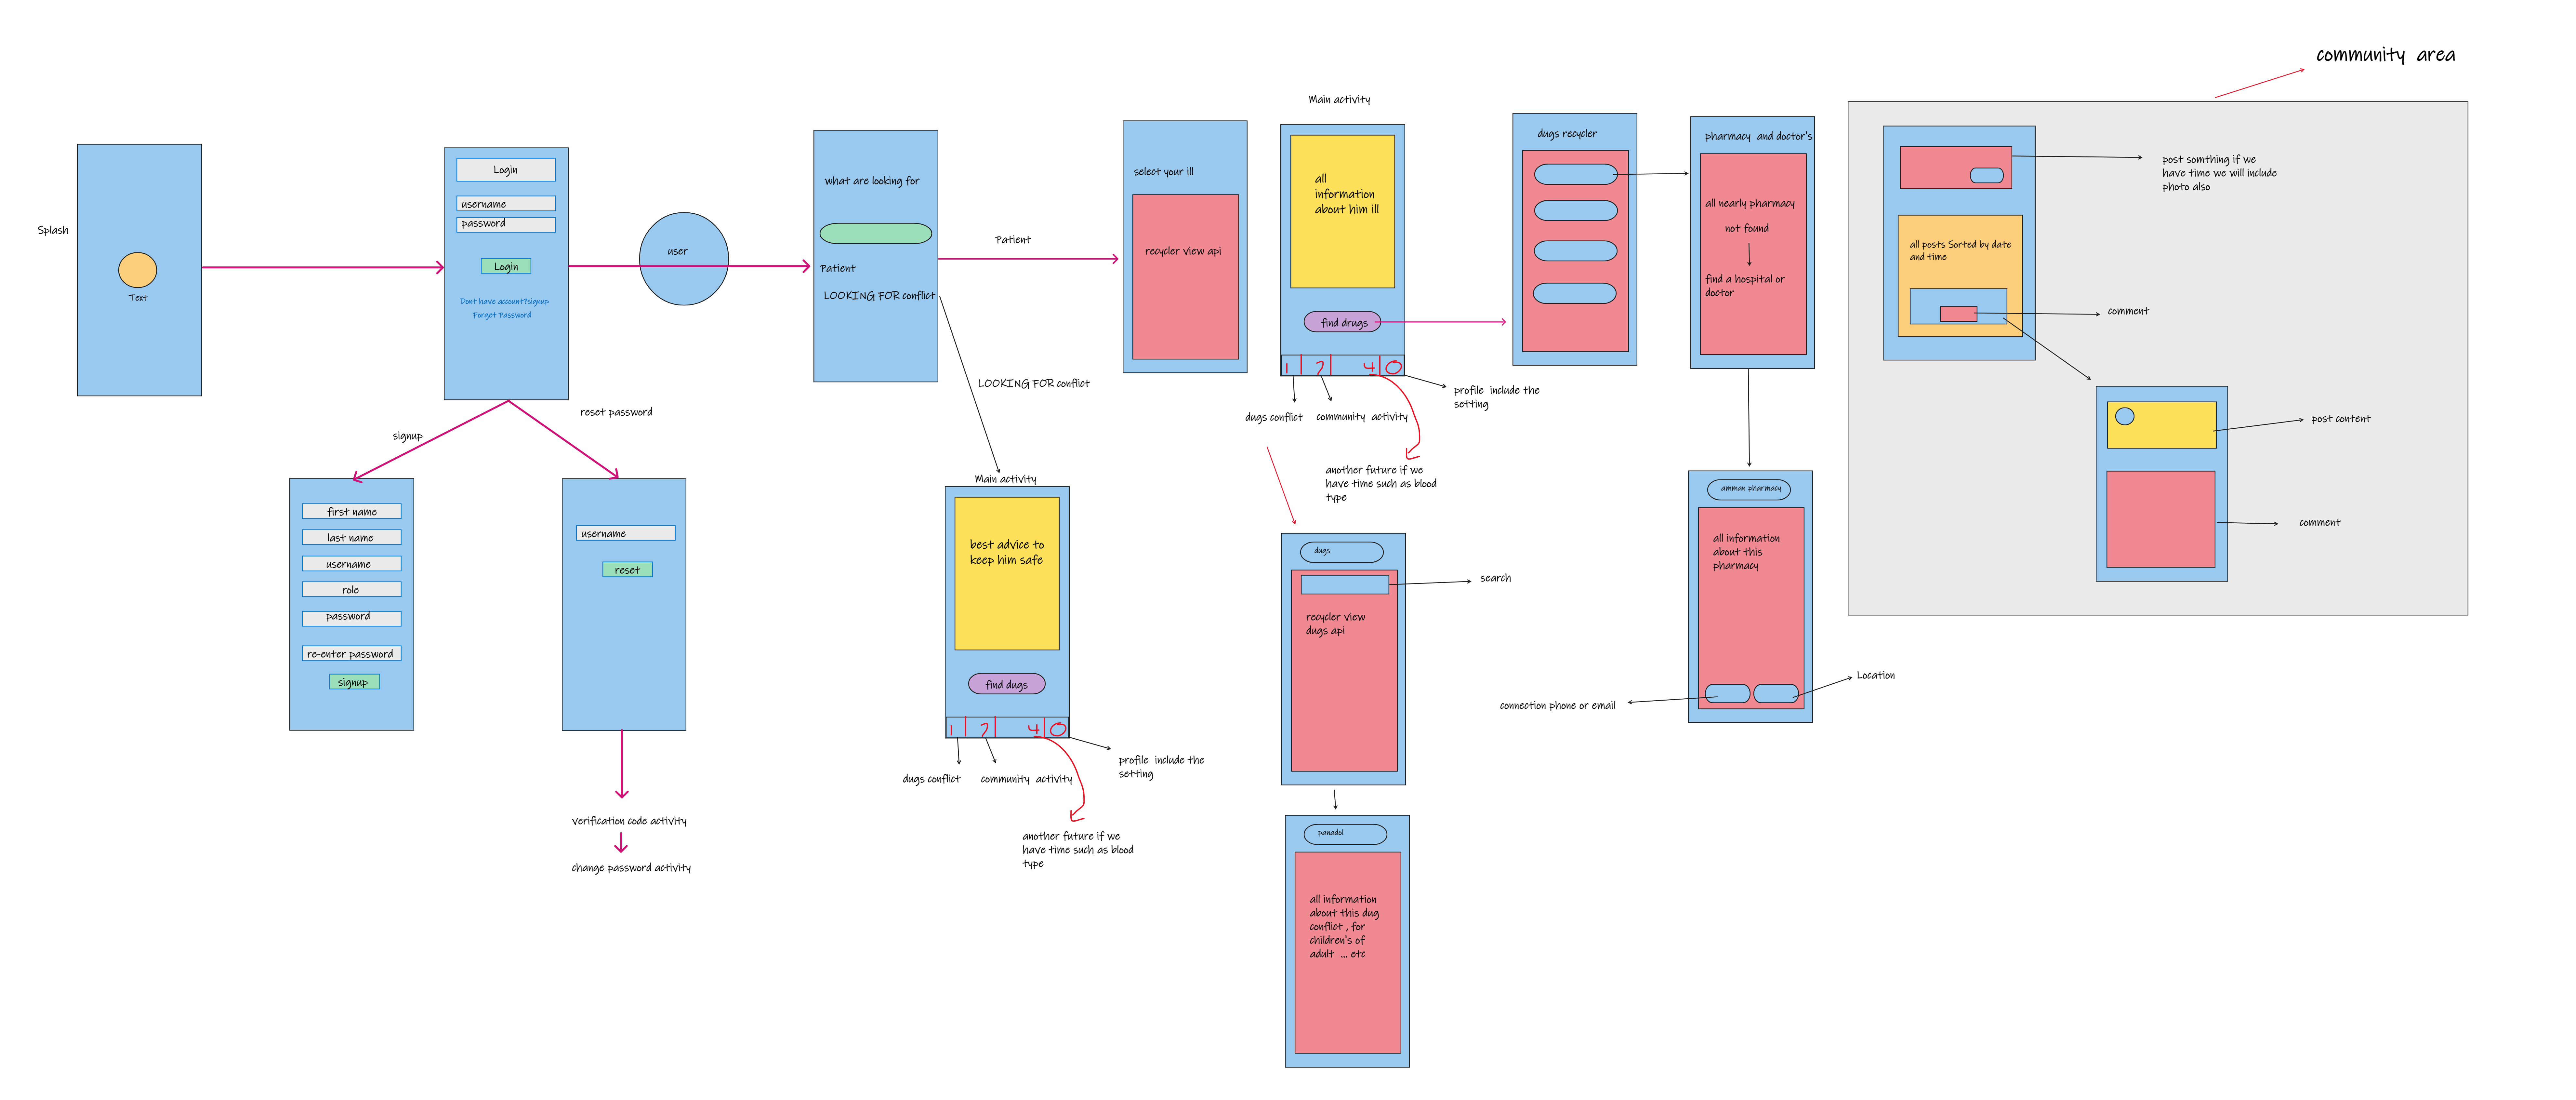 community area
Splash
Text
Login
username
password
Login
Dont have account?signup
Forget Password
signup
reset password
first name
last name
username
role
password
re-enter password
signup
username
reset
verification code activity
change password activity
user
what are looking for
Patient
LOOKING FOR conflict
Patient
LOOKING FOR conflict
Main activity
best advice to
keep him safe
find dugs
1
2
4
0
dugs conflict
community activity
profile include the
setting
another future if we
have time such as blood
type
select your ill
recycler view api
Main activity
all
information
about him ill
find drugs
1
2
4
0
dugs conflict
community activity
profile include the
setting
another future if we
have time such as blood
type
dugs
search
recycler view
dugs api
panadol
all information
about this dug
conflict , for
children's of
adult ... etc
dugs recycler
pharmacy and doctor's
all nearly pharmacy
not found
find a hospital or
doctor
amman pharmacy
all information
about this
pharmacy
connection phone or email
Location
post somthing if we
have time we will include
photo also
all posts Sorted by date
and time
comment
post content
comment